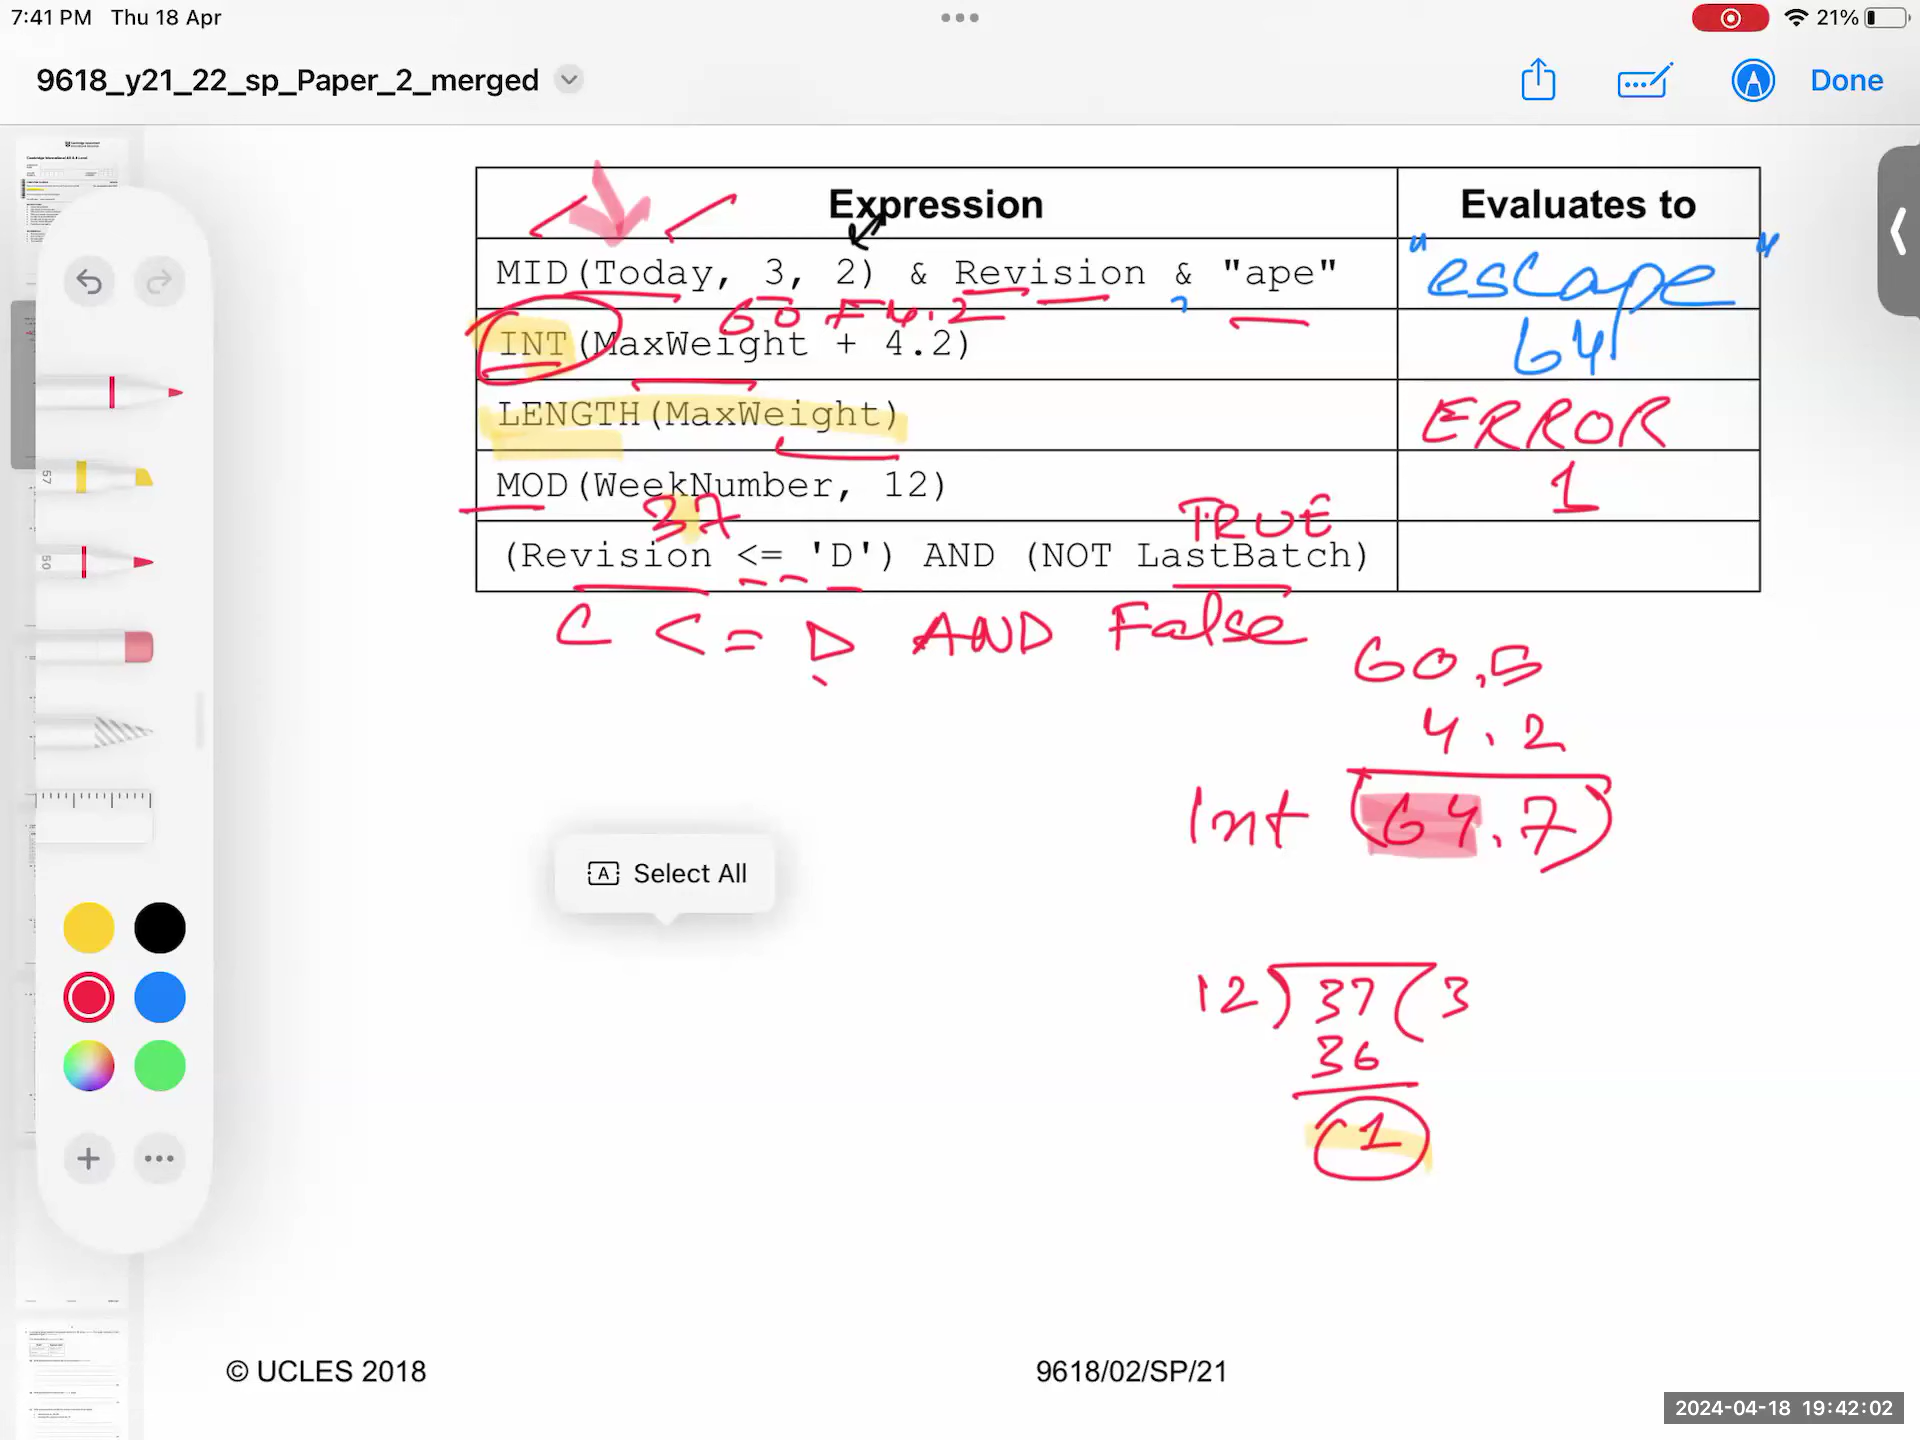 7:41 PM Thu 18 Apr
21%
9618_y21_22_sp_Paper_2_merged
Done
Expression Evaluates to
MID(Today, 3, 2) & Revision & "ape" "escape"
60 + 4.2
INT(MaxWeight + 4.2) 64
LENGTH(MaxWeight) ERROR
MOD(WeekNumber, 12) 1
37 TRUE
(Revision <= 'D') AND (NOT LastBatch)
C <= D AND False
60.5
4.2
Int (64.7)
Select All
12) 37 (3
36
1
57
50
© UCLES 2018 9618/02/SP/21
2024-04-18 19:42:02